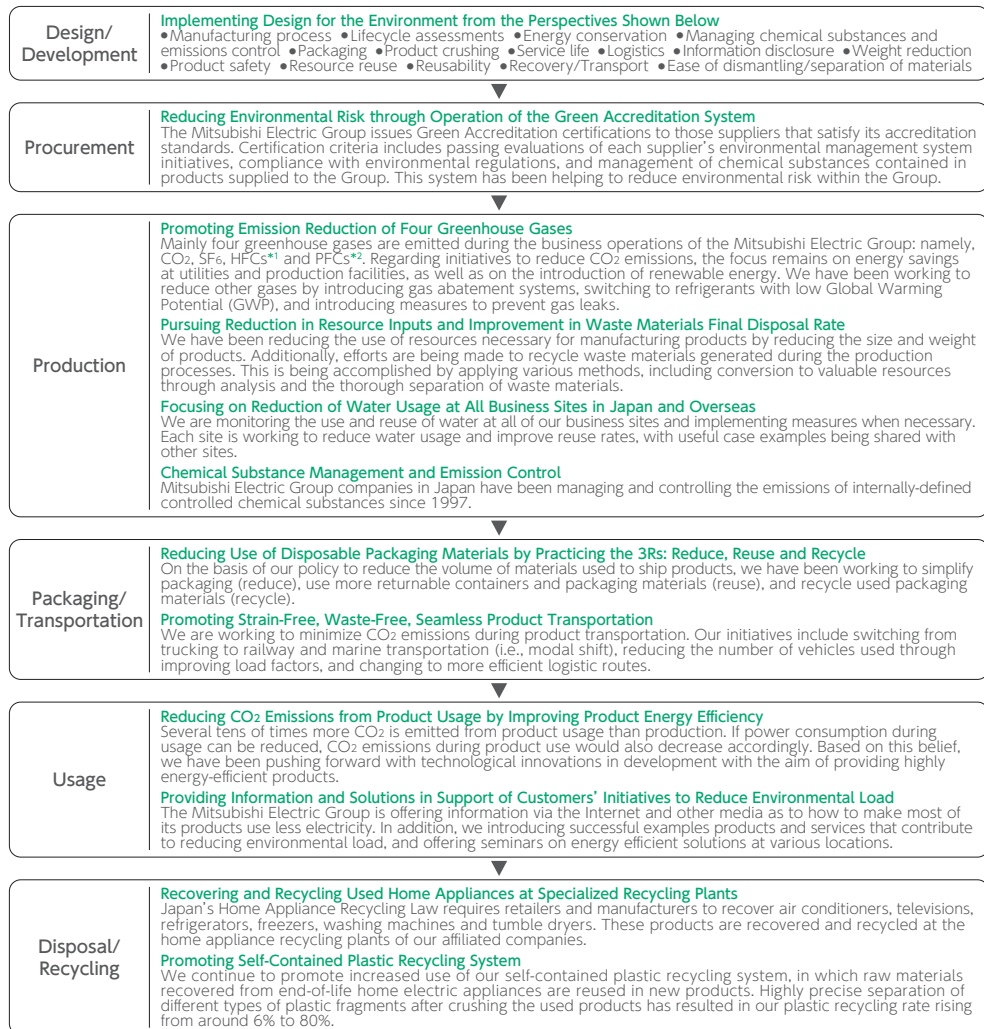 Design/
Development
Implementing Design for the Environment from the Perspectives Shown Below
●Manufacturing process ●Lifecycle assessments ●Energy conservation ●Managing chemical substances and
emissions control ●Packaging ●Product crushing ●Service life ●Logistics ●Information disclosure ●Weight reduction
●Product safety ●Resource reuse ●Reusability ●Recovery/Transport ●Ease of dismantling/separation of materials
Procurement
Reducing Environmental Risk through Operation of the Green Accreditation System
The Mitsubishi Electric Group issues Green Accreditation certifications to those suppliers that satisfy its accreditation
standards. Certification criteria includes passing evaluations of each supplier's environmental management system
initiatives, compliance with environmental regulations, and management of chemical substances contained in
products supplied to the Group. This system has been helping to reduce environmental risk within the Group.
Production
Promoting Emission Reduction of Four Greenhouse Gases
Mainly four greenhouse gases are emitted during the business operations of the Mitsubishi Electric Group: namely,
CO2, SF6, HFCs*1 and PFCs*2. Regarding initiatives to reduce CO2 emissions, the focus remains on energy savings
at utilities and production facilities, as well as on the introduction of renewable energy. We have been working to
reduce other gases by introducing gas abatement systems, switching to refrigerants with low Global Warming
Potential (GWP), and introducing measures to prevent gas leaks.
Pursuing Reduction in Resource Inputs and Improvement in Waste Materials Final Disposal Rate
We have been reducing the use of resources necessary for manufacturing products by reducing the size and weight
of products. Additionally, efforts are being made to recycle waste materials generated during the production
processes. This is being accomplished by applying various methods, including conversion to valuable resources
through analysis and the thorough separation of waste materials.
Focusing on Reduction of Water Usage at All Business Sites in Japan and Overseas
We are monitoring the use and reuse of water at all of our business sites and implementing measures when necessary.
Each site is working to reduce water usage and improve reuse rates, with useful case examples being shared with
other sites.
Chemical Substance Management and Emission Control
Mitsubishi Electric Group companies in Japan have been managing and controlling the emissions of internally-defined
controlled chemical substances since 1997.
Packaging/
Transportation
Reducing Use of Disposable Packaging Materials by Practicing the 3Rs: Reduce, Reuse and Recycle
On the basis of our policy to reduce the volume of materials used to ship products, we have been working to simplify
packaging (reduce), use more returnable containers and packaging materials (reuse), and recycle used packaging
materials (recycle).
Promoting Strain-Free, Waste-Free, Seamless Product Transportation
We are working to minimize CO2 emissions during product transportation. Our initiatives include switching from
trucking to railway and marine transportation (i.e., modal shift), reducing the number of vehicles used through
improving load factors, and changing to more efficient logistic routes.
Usage
Reducing CO2 Emissions from Product Usage by Improving Product Energy Efficiency
Several tens of times more CO2 is emitted from product usage than production. If power consumption during
usage can be reduced, CO2 emissions during product use would also decrease accordingly. Based on this belief,
we have been pushing forward with technological innovations in development with the aim of providing highly
energy-efficient products.
Providing Information and Solutions in Support of Customers' Initiatives to Reduce Environmental Load
The Mitsubishi Electric Group is offering information via the Internet and other media as to how to make most of
its products use less electricity. In addition, we introducing successful examples products and services that contribute
to reducing environmental load, and offering seminars on energy efficient solutions at various locations.
Disposal/
Recycling
Recovering and Recycling Used Home Appliances at Specialized Recycling Plants
Japan's Home Appliance Recycling Law requires retailers and manufacturers to recover air conditioners, televisions,
refrigerators, freezers, washing machines and tumble dryers. These products are recovered and recycled at the
home appliance recycling plants of our affiliated companies.
Promoting Self-Contained Plastic Recycling System
We continue to promote increased use of our self-contained plastic recycling system, in which raw materials
recovered from end-of-life home electric appliances are reused in new products. Highly precise separation of
different types of plastic fragments after crushing the used products has resulted in our plastic recycling rate rising
from around 6% to 80%.